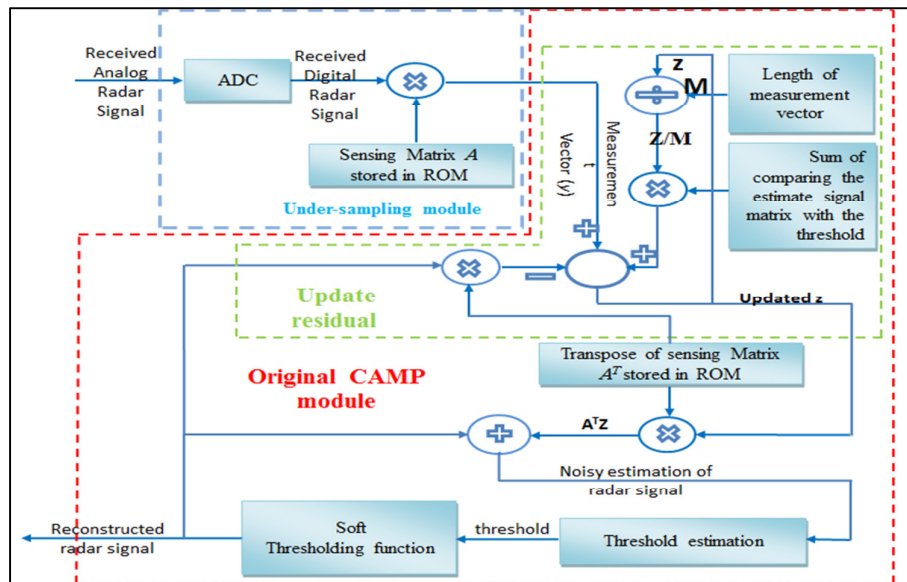 Received
Analog
Radar
Signal
ADC
Received
Digital
Radar
Signal
Sensing Matrix A
stored in ROM
Under-sampling module
Measuremen
t
Vector (y)
z
M
Z/M
Length of
measurement
vector
Sum of
comparing the
estimate signal
matrix with the
threshold
Update
residual
Updated z
Transpose of sensing Matrix
Aᵀ stored in ROM
Original CAMP
module
AᵀZ
Noisy estimation of
radar signal
Reconstructed
radar signal
Soft
Thresholding function
threshold
Threshold estimation